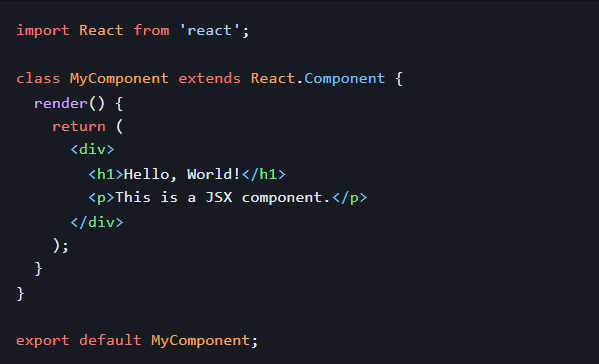 import React from 'react';

class MyComponent extends React.Component {
  render() {
    return (
      <div>
        <h1>Hello, World!</h1>
        <p>This is a JSX component.</p>
      </div>
    );
  }
}

export default MyComponent;